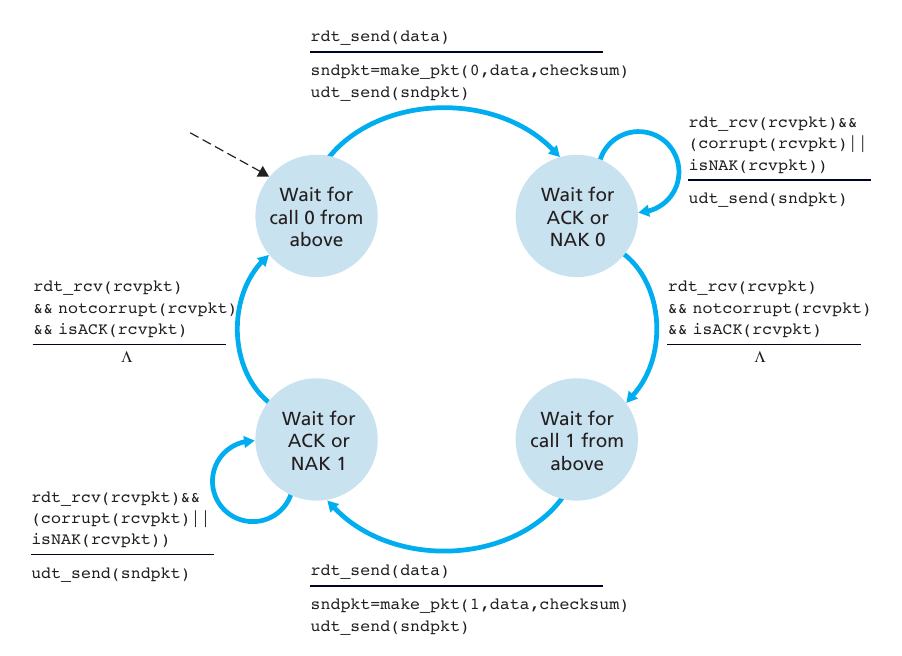 rdt_send(data)
sndpkt=make_pkt(0,data,checksum)
udt_send(sndpkt)
rdt_rcv(rcvpkt)&&
(corrupt(rcvpkt)||
isNAK(rcvpkt))
udt_send(sndpkt)
Wait for
call 0 from
above
Wait for
ACK or
NAK 0
rdt_rcv(rcvpkt)
&& notcorrupt(rcvpkt)
&& isACK(rcvpkt)
Λ
rdt_rcv(rcvpkt)
&& notcorrupt(rcvpkt)
&& isACK(rcvpkt)
Λ
Wait for
ACK or
NAK 1
Wait for
call 1 from
above
rdt_rcv(rcvpkt)&&
(corrupt(rcvpkt)||
isNAK(rcvpkt))
udt_send(sndpkt)
rdt_send(data)
sndpkt=make_pkt(1,data,checksum)
udt_send(sndpkt)